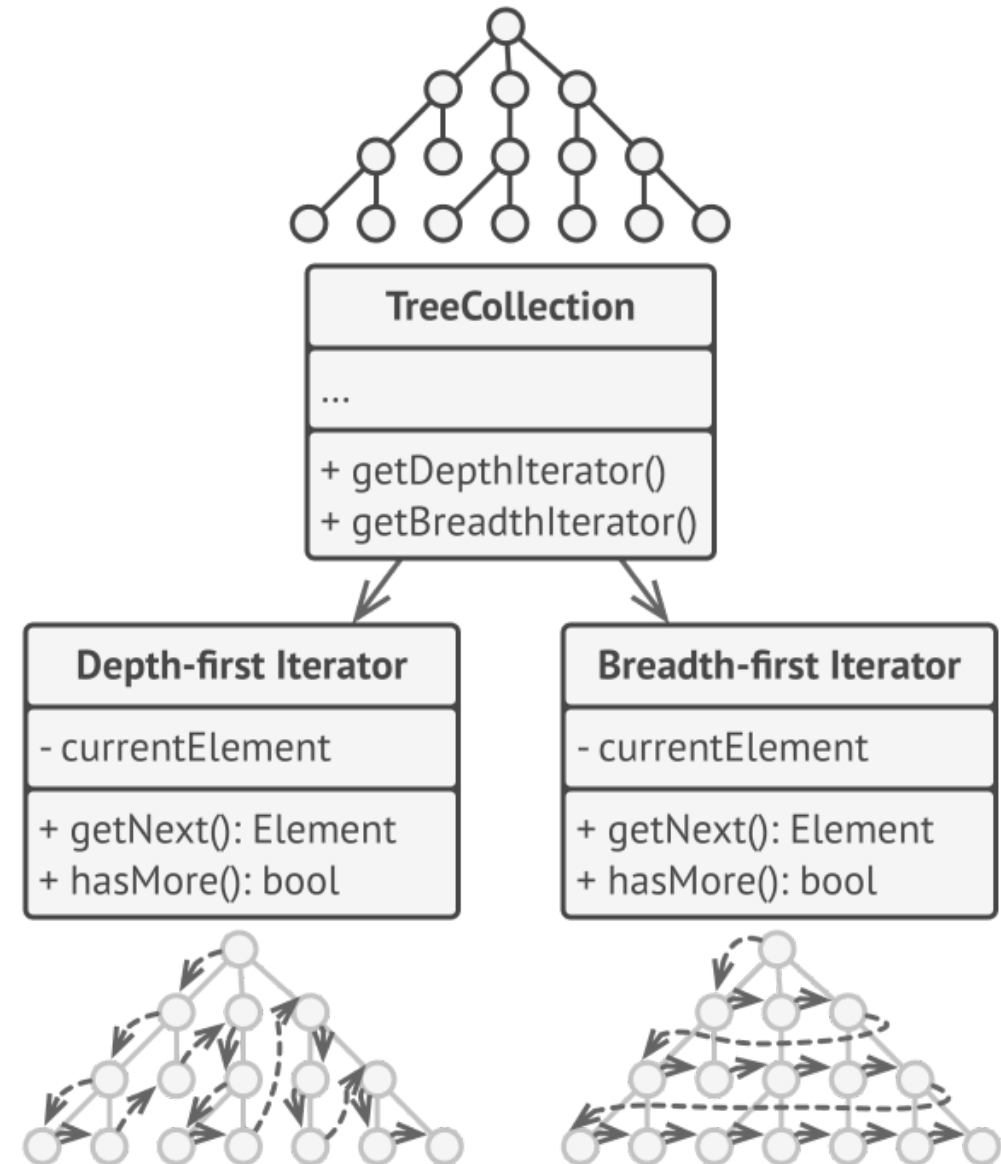 TreeCollection
...
+ getDepthIterator()
+ getBreadthIterator()
Depth-first Iterator
- currentElement
+ getNext(): Element
+ hasMore(): bool
Breadth-first Iterator
- currentElement
+ getNext(): Element
+ hasMore(): bool